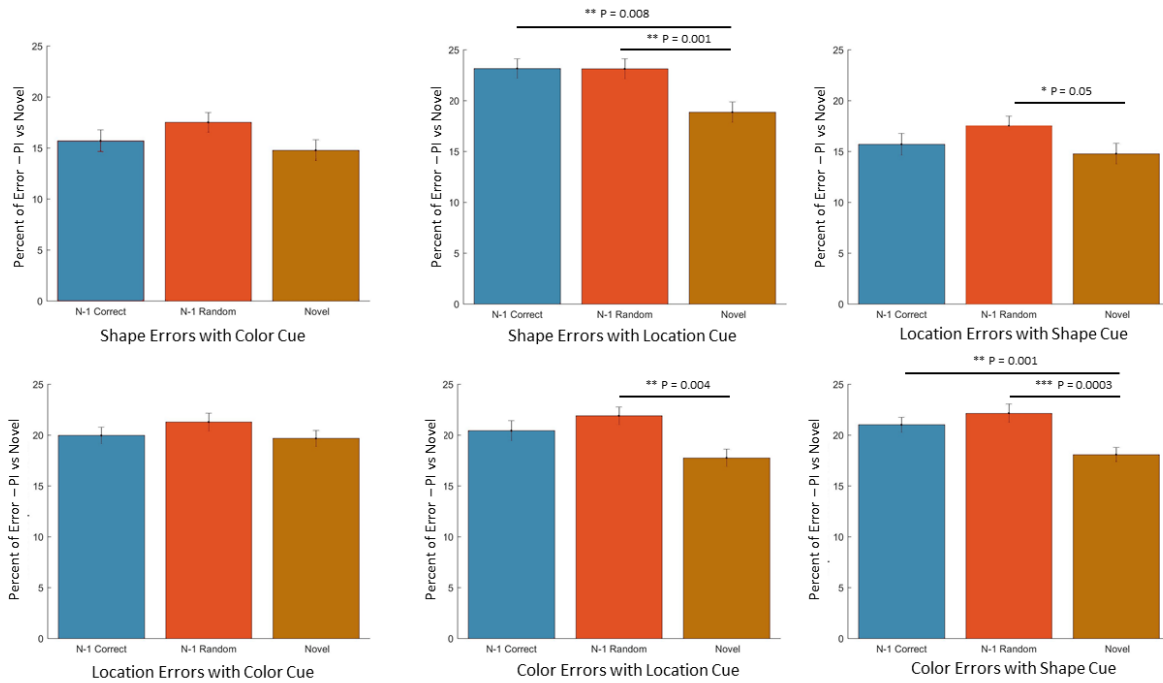 Percent of Error – PI vs Novel
25
20
15
10
5
0
N-1 Correct N-1 Random Novel
Shape Errors with Color Cue
** P = 0.008
** P = 0.001
Percent of Error – PI vs Novel
25
20
15
10
5
0
N-1 Correct N-1 Random Novel
Shape Errors with Location Cue
* P = 0.05
Percent of Error – PI vs Novel
25
20
15
10
5
0
N-1 Correct N-1 Random Novel
Location Errors with Shape Cue
Percent of Error – PI vs Novel
25
20
15
10
5
0
N-1 Correct N-1 Random Novel
Location Errors with Color Cue
** P = 0.004
Percent of Error – PI vs Novel
25
20
15
10
5
0
N-1 Correct N-1 Random Novel
Color Errors with Location Cue
** P = 0.001
*** P = 0.0003
Percent of Error – PI vs Novel
25
20
15
10
5
0
N-1 Correct N-1 Random Novel
Color Errors with Shape Cue